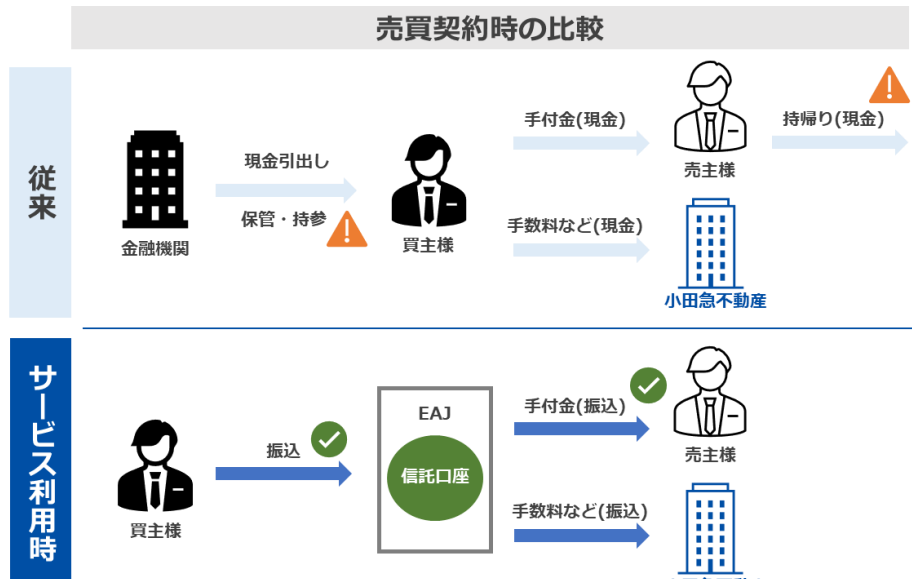 売買契約時の比較
従来
現金引出し
保管・持参
金融機関
買主様
手付金(現金)
売主様
持帰り(現金)
手数料など(現金)
小田急不動産
サービス利用時
買主様
振込
EAJ
信託口座
手付金(振込)
売主様
手数料など(振込)